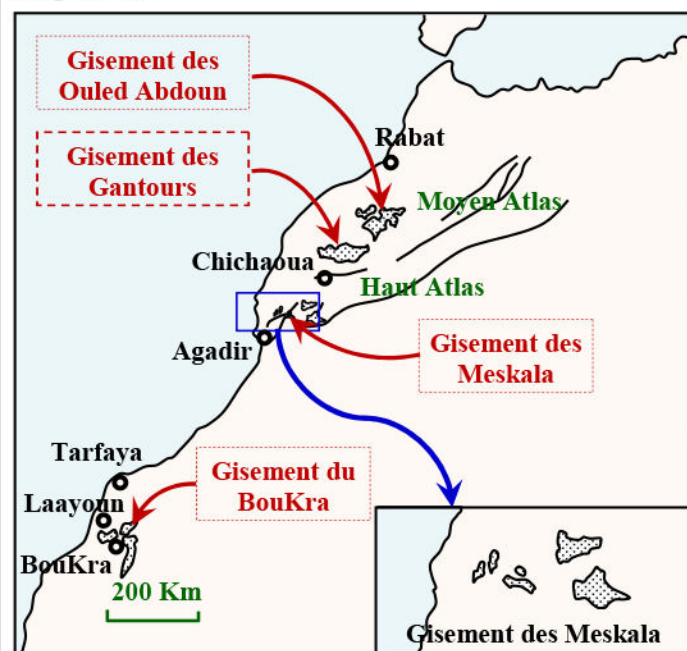 Gisement des
Ouled Abdoun
Rabat
Gisement des
Gantours
Moyen Atlas
Chichaoua
Haut Atlas
Agadir
Gisement des
Meskala
Tarfaya
Gisement du
BouKra
Laayoun
BouKra
200 Km
Gisement des Meskala